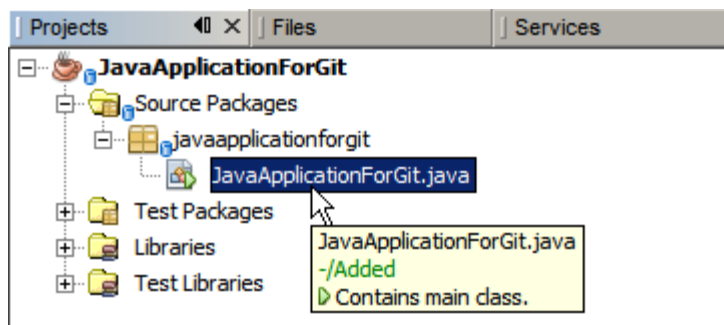 Projects Files Services
JavaApplicationForGit
Source Packages
javaapplicationforgit
JavaApplicationForGit.java
Test Packages
Libraries
Test Libraries
JavaApplicationForGit.java
-/Added
Contains main class.